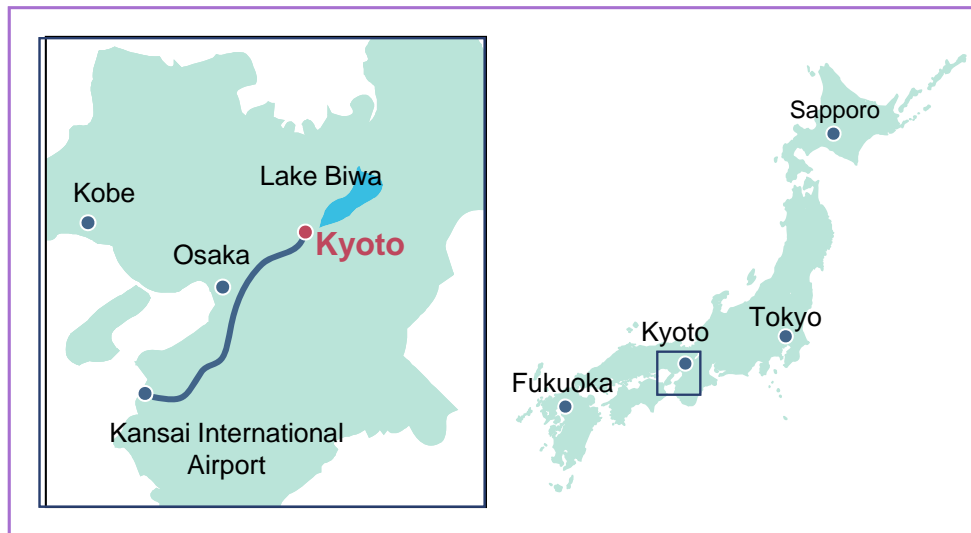 Lake Biwa
Kobe
Kyoto
Osaka
Kansai International
Airport
Sapporo
Tokyo
Kyoto
Fukuoka